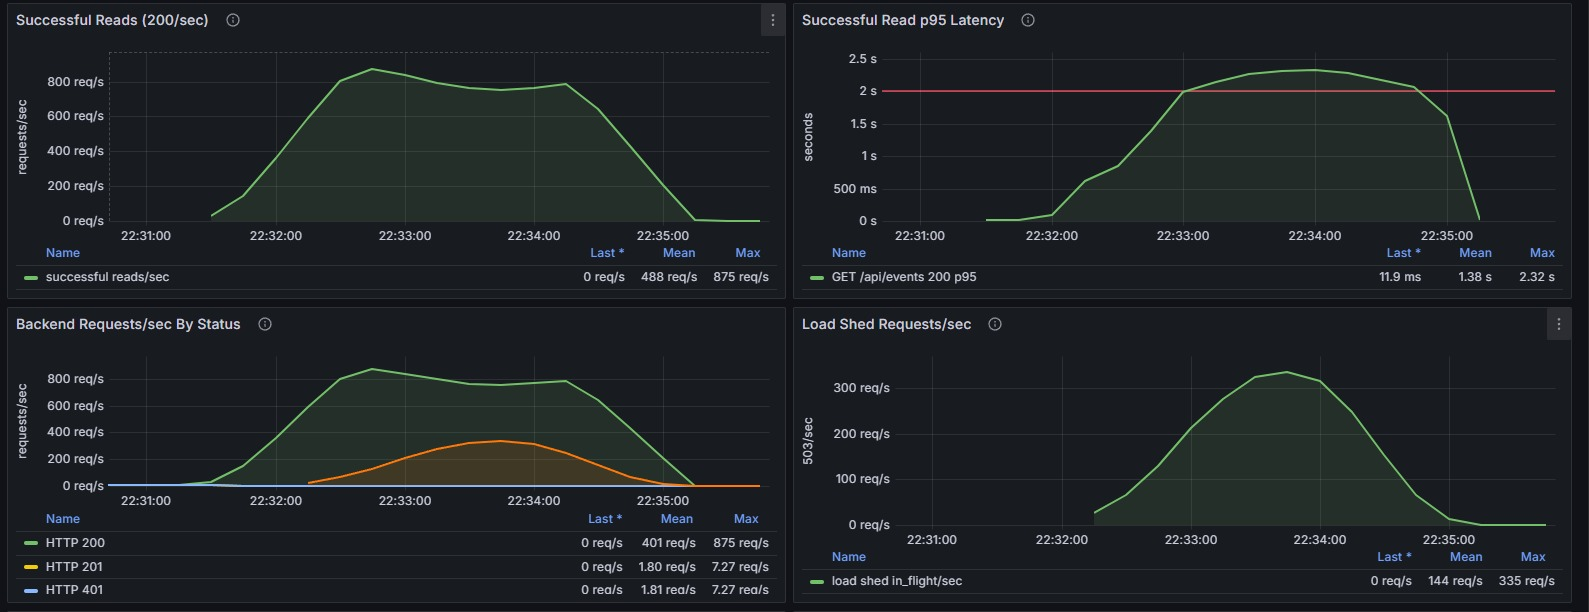 Successful Reads (200/sec)
requests/sec
800 req/s
600 req/s
400 req/s
200 req/s
0 req/s
22:31:00 22:32:00 22:33:00 22:34:00 22:35:00
Name Last * Mean Max
successful reads/sec 0 req/s 488 req/s 875 req/s
Successful Read p95 Latency
seconds
2.5 s
2 s
1.5 s
1 s
500 ms
0 s
22:31:00 22:32:00 22:33:00 22:34:00 22:35:00
Name Last * Mean Max
GET /api/events 200 p95 11.9 ms 1.38 s 2.32 s
Backend Requests/sec By Status
requests/sec
800 req/s
600 req/s
400 req/s
200 req/s
0 req/s
22:31:00 22:32:00 22:33:00 22:34:00 22:35:00
Name Last * Mean Max
HTTP 200 0 req/s 401 req/s 875 req/s
HTTP 201 0 req/s 1.80 req/s 7.27 req/s
HTTP 401 0 req/s 1.81 req/s 7.27 req/s
Load Shed Requests/sec
503/sec
300 req/s
200 req/s
100 req/s
0 req/s
22:31:00 22:32:00 22:33:00 22:34:00 22:35:00
Name Last * Mean Max
load shed in_flight/sec 0 req/s 144 req/s 335 req/s